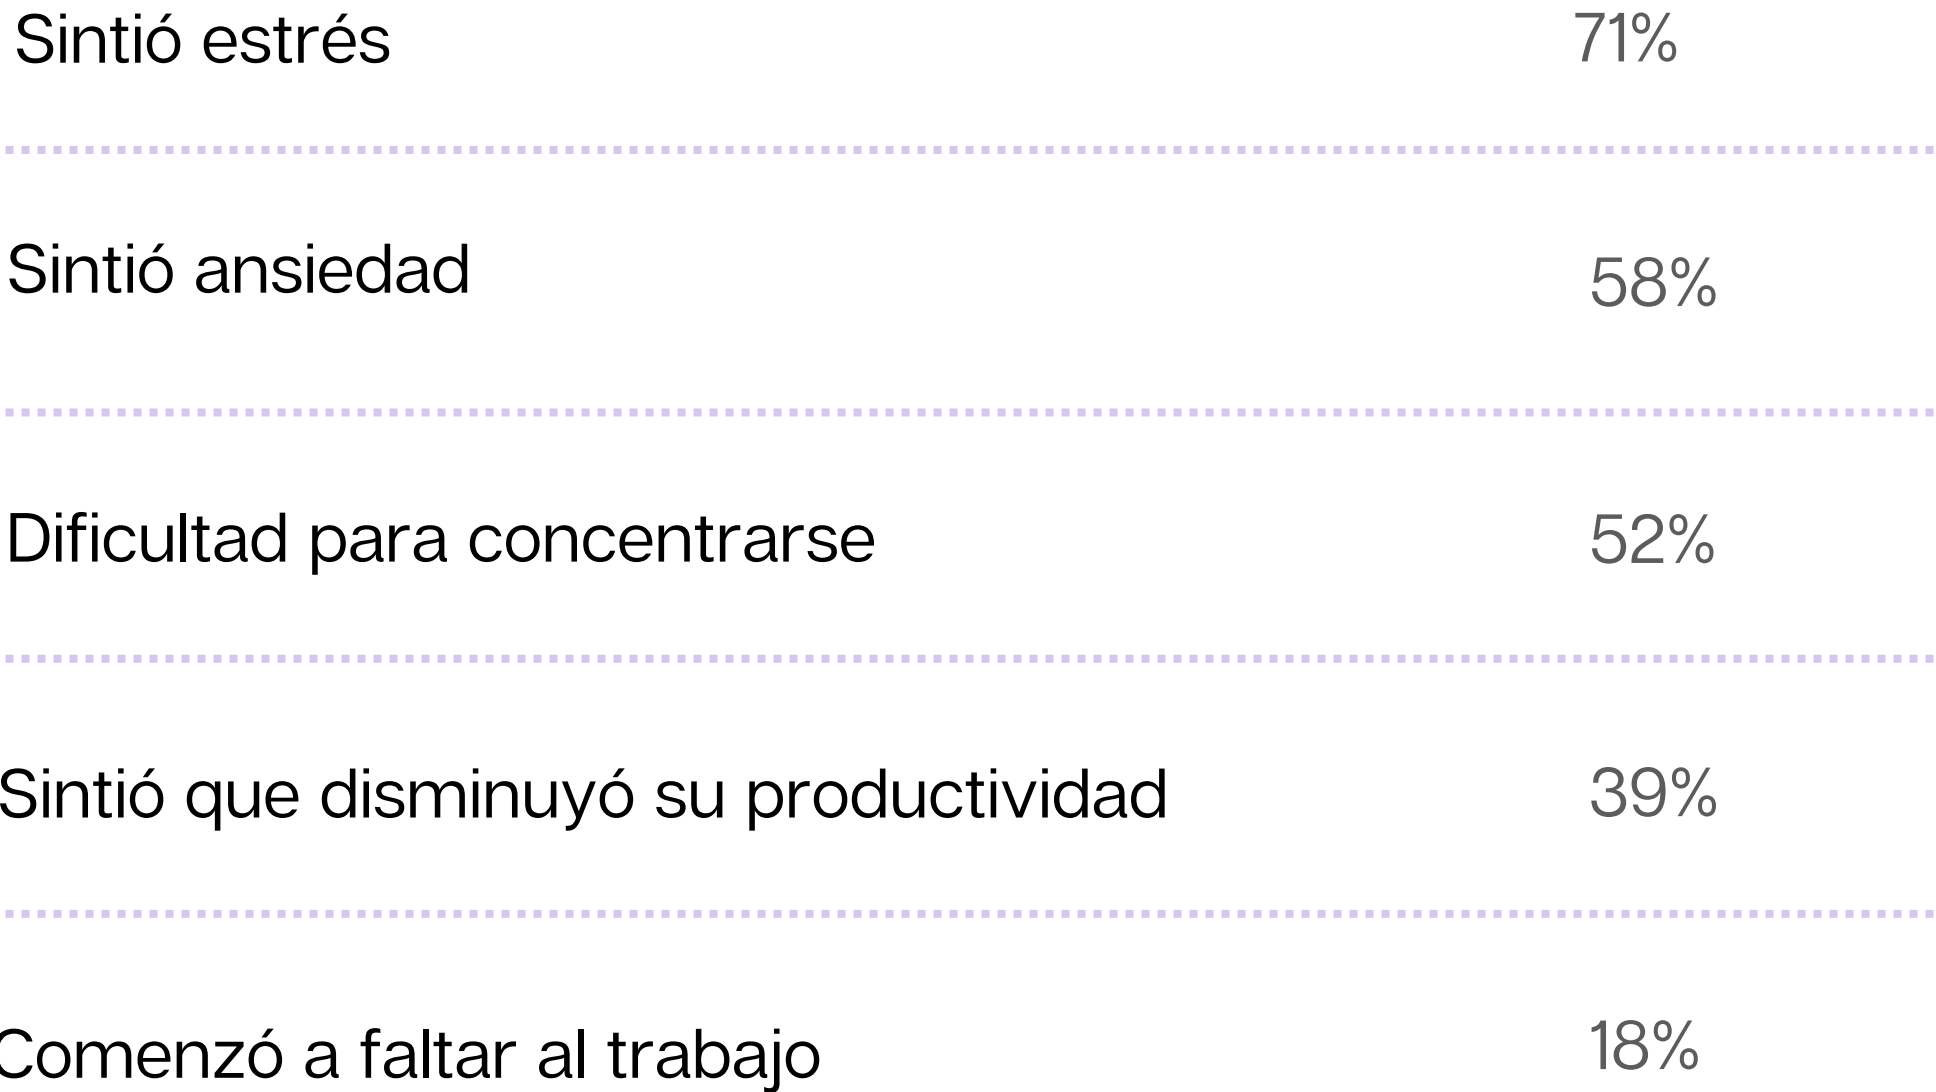 Sintió estrés 71%
Sintió ansiedad 58%
Dificultad para concentrarse 52%
Sintió que disminuyó su productividad 39%
Comenzó a faltar al trabajo 18%